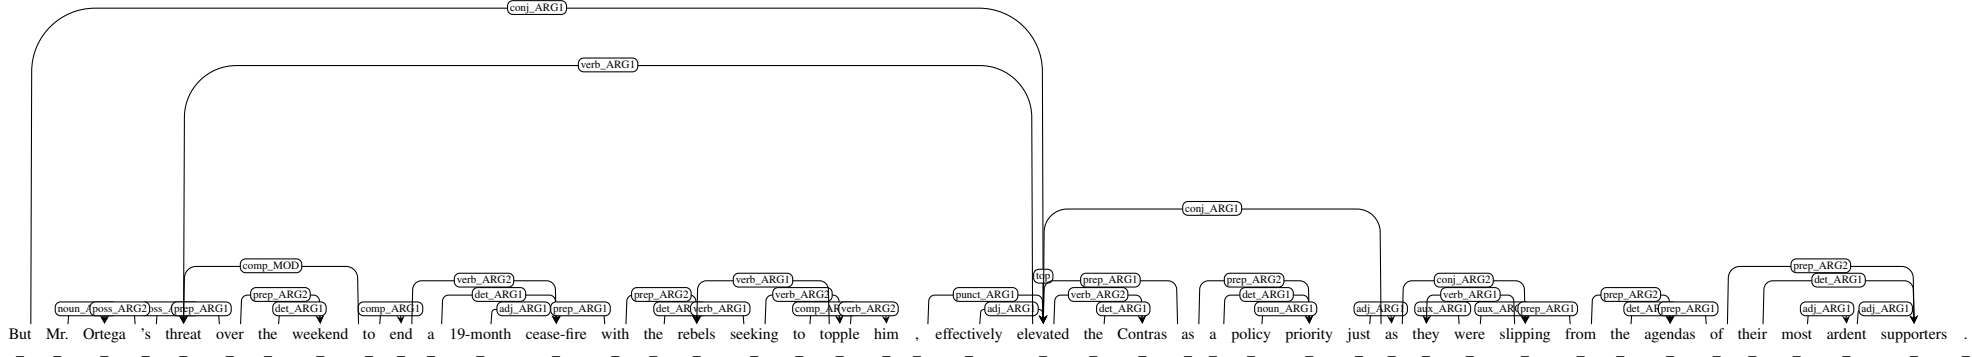 conj_ARG1
verb_ARG1
conj_ARG1
comp_MOD top
verb_ARG2 verb_ARG1 prep_ARG1 prep_ARG2 conj_ARG2 prep_ARG2 det_ARG1
prep_ARG2 det_ARG1 prep_ARG2 verb_ARG2 punct_ARG1 verb_ARG2 det_ARG1 verb_ARG1 prep_ARG2
poss_ARG2 prep_ARG1 det_ARG1 comp_ARG1 adj_ARG1 prep_ARG1 verb_ARG1 verb_ARG2 adj_ARG1 det_ARG1 noun_ARG1 adj_ARG1 aux_ARG1 prep_ARG1 prep_ARG1 adj_ARG1 adj_ARG1
But Mr. Ortega 's threat over the weekend to end a 19-month cease-fire with the rebels seeking to topple him , effectively elevated the Contras as a policy priority just as they were slipping from the agendas of their most ardent supporters .